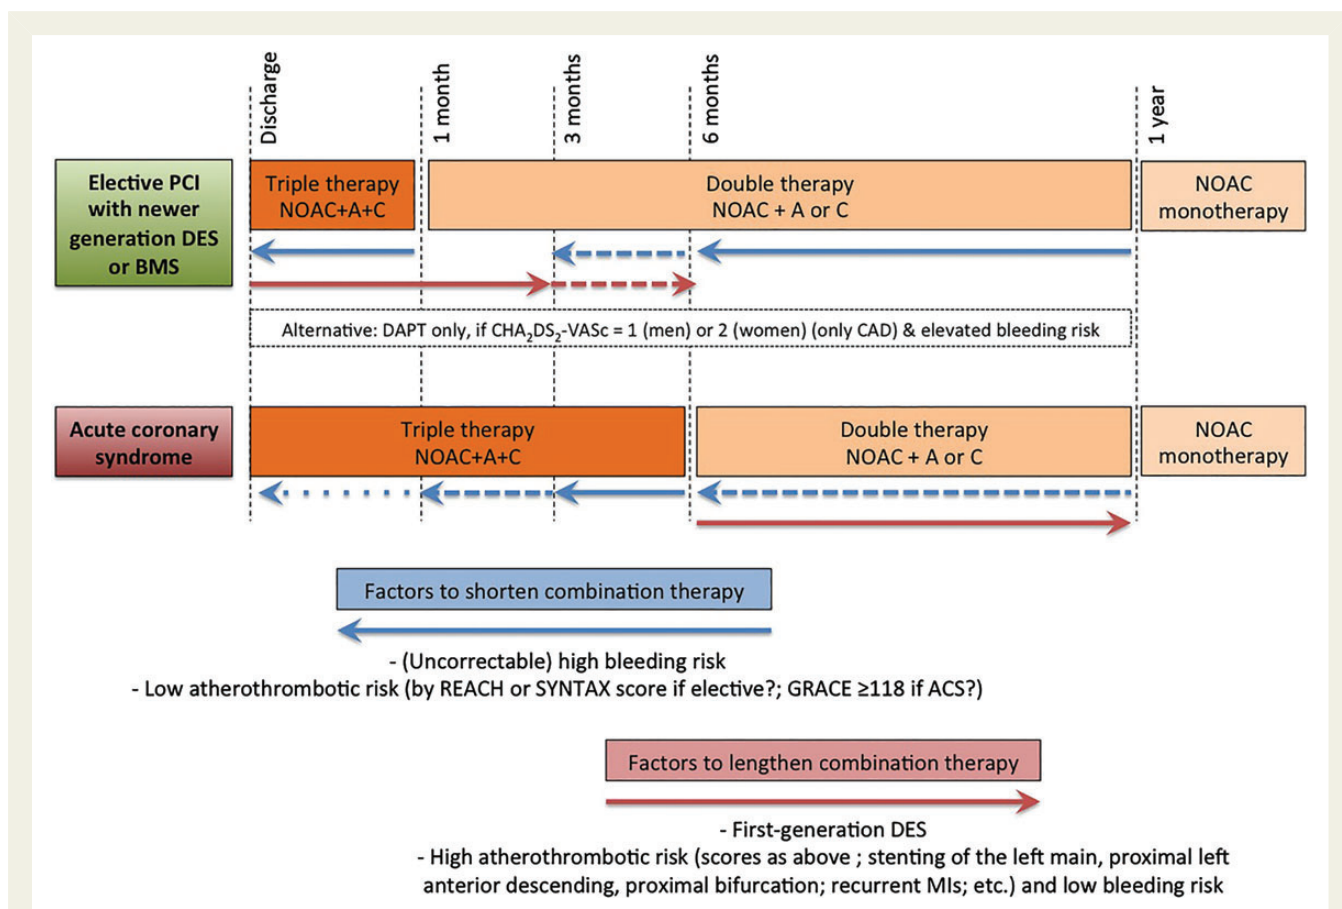 Discharge
1 month
3 months
6 months
1 year
Elective PCI
with newer
generation DES
or BMS
Triple therapy
NOAC+A+C
Double therapy
NOAC + A or C
NOAC
monotherapy
Alternative: DAPT only, if CHA₂DS₂-VASc = 1 (men) or 2 (women) (only CAD) & elevated bleeding risk
Acute coronary
syndrome
Triple therapy
NOAC+A+C
Double therapy
NOAC + A or C
NOAC
monotherapy
Factors to shorten combination therapy
- (Uncorrectable) high bleeding risk
- Low atherothrombotic risk (by REACH or SYNTAX score if elective?; GRACE ≥118 if ACS?)
Factors to lengthen combination therapy
- First-generation DES
- High atherothrombotic risk (scores as above ; stenting of the left main, proximal left
anterior descending, proximal bifurcation; recurrent MIs; etc.) and low bleeding risk